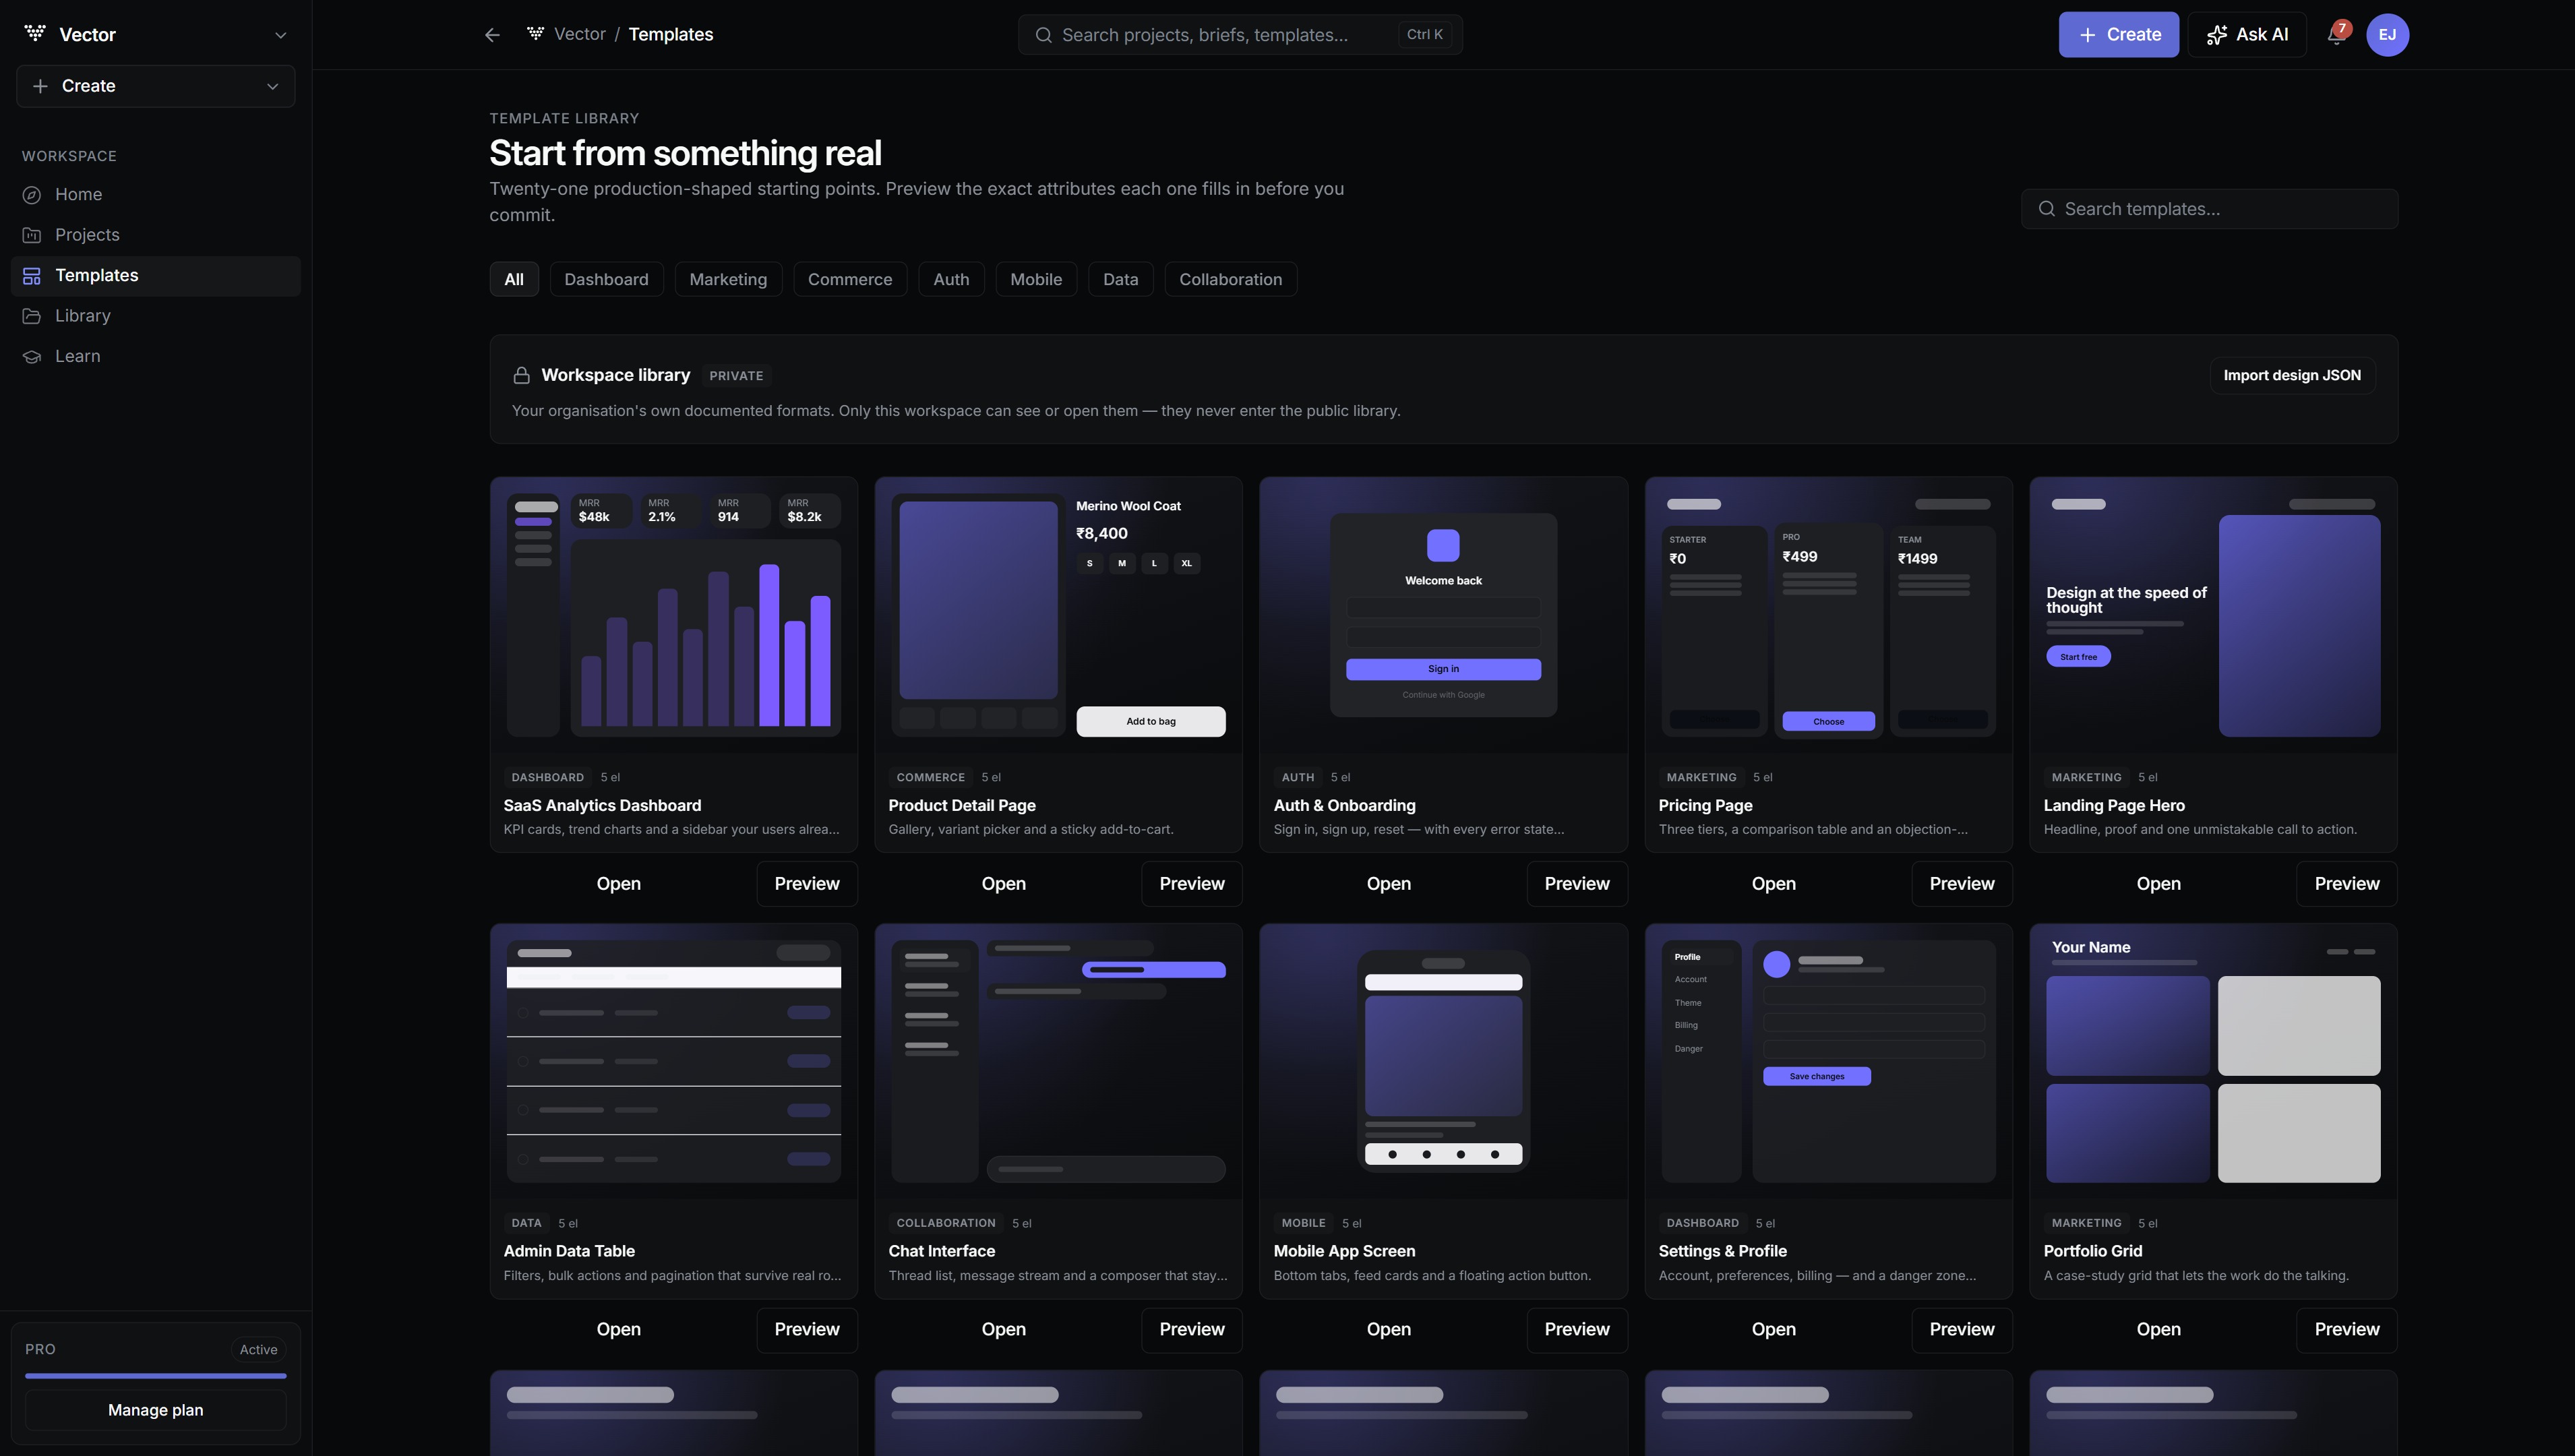 Vector
Create
WORKSPACE
Home
Projects
Templates
Library
Learn
PRO
Active
Manage plan
Vector / Templates
Search projects, briefs, templates...
Ctrl K
Create
Ask AI
7
EJ
TEMPLATE LIBRARY
Start from something real
Twenty-one production-shaped starting points. Preview the exact attributes each one fills in before you
commit.
Search templates...
All
Dashboard
Marketing
Commerce
Auth
Mobile
Data
Collaboration
Workspace library
PRIVATE
Import design JSON
Your organisation's own documented formats. Only this workspace can see or open them — they never enter the public library.
MRR
$48k
MRR
2.1%
MRR
914
MRR
$8.2k
DASHBOARD
5 el
SaaS Analytics Dashboard
KPI cards, trend charts and a sidebar your users alrea...
Open
Preview
Merino Wool Coat
₹8,400
S
M
L
XL
Add to bag
COMMERCE
5 el
Product Detail Page
Gallery, variant picker and a sticky add-to-cart.
Open
Preview
Welcome back
Sign in
Continue with Google
AUTH
5 el
Auth & Onboarding
Sign in, sign up, reset — with every error state...
Open
Preview
STARTER
₹0
PRO
₹499
Choose
TEAM
₹1499
MARKETING
5 el
Pricing Page
Three tiers, a comparison table and an objection-...
Open
Preview
Design at the speed of
thought
Start free
MARKETING
5 el
Landing Page Hero
Headline, proof and one unmistakable call to action.
Open
Preview
DATA
5 el
Admin Data Table
Filters, bulk actions and pagination that survive real ro...
Open
Preview
COLLABORATION
5 el
Chat Interface
Thread list, message stream and a composer that stay...
Open
Preview
MOBILE
5 el
Mobile App Screen
Bottom tabs, feed cards and a floating action button.
Open
Preview
Profile
Account
Theme
Billing
Danger
Save changes
DASHBOARD
5 el
Settings & Profile
Account, preferences, billing — and a danger zone...
Open
Preview
Your Name
MARKETING
5 el
Portfolio Grid
A case-study grid that lets the work do the talking.
Open
Preview